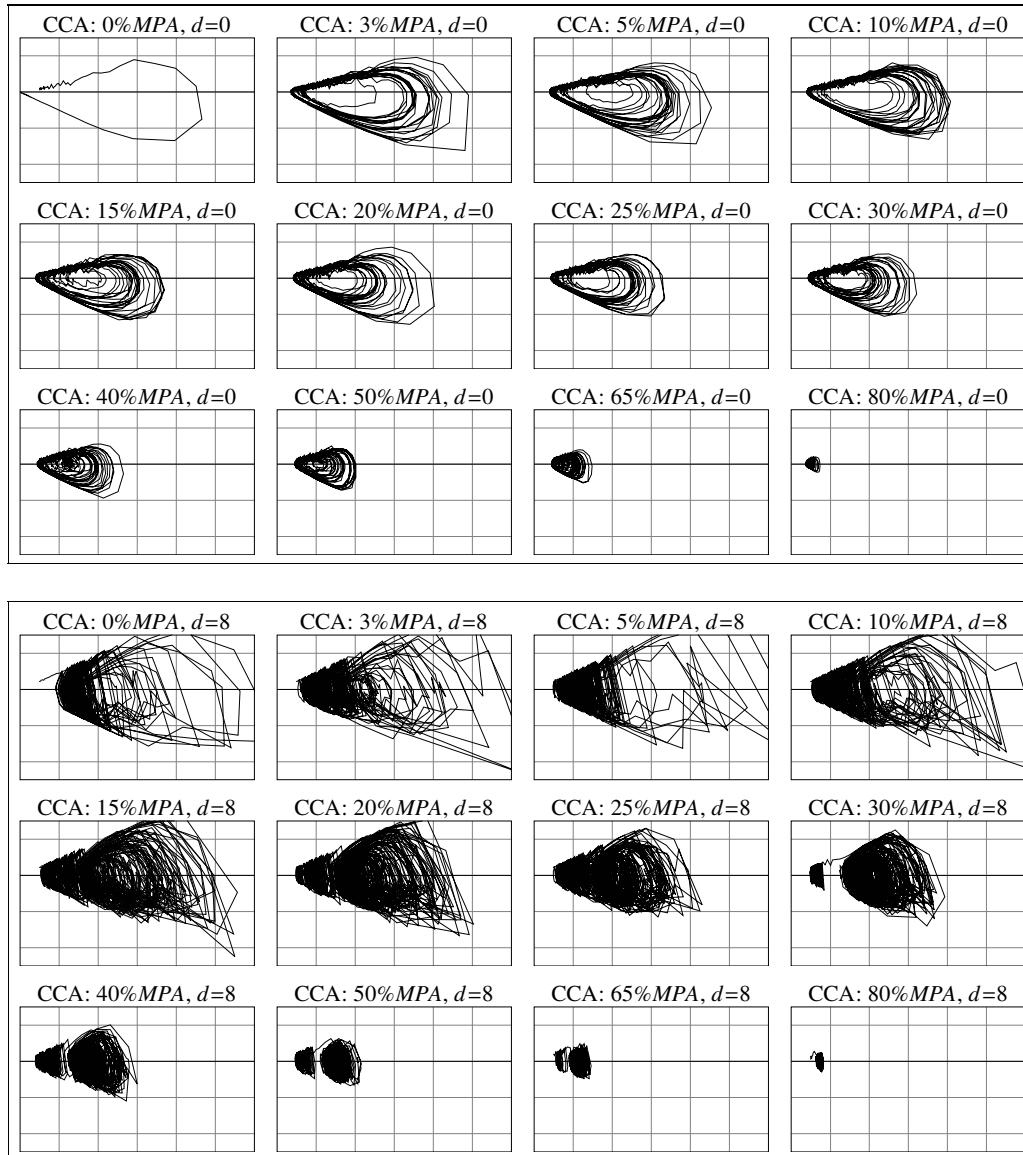 CCA: 0%MPA, d=0 CCA: 3%MPA, d=0 CCA: 5%MPA, d=0 CCA: 10%MPA, d=0
CCA: 15%MPA, d=0 CCA: 20%MPA, d=0 CCA: 25%MPA, d=0 CCA: 30%MPA, d=0
CCA: 40%MPA, d=0 CCA: 50%MPA, d=0 CCA: 65%MPA, d=0 CCA: 80%MPA, d=0
CCA: 0%MPA, d=8 CCA: 3%MPA, d=8 CCA: 5%MPA, d=8 CCA: 10%MPA, d=8
CCA: 15%MPA, d=8 CCA: 20%MPA, d=8 CCA: 25%MPA, d=8 CCA: 30%MPA, d=8
CCA: 40%MPA, d=8 CCA: 50%MPA, d=8 CCA: 65%MPA, d=8 CCA: 80%MPA, d=8